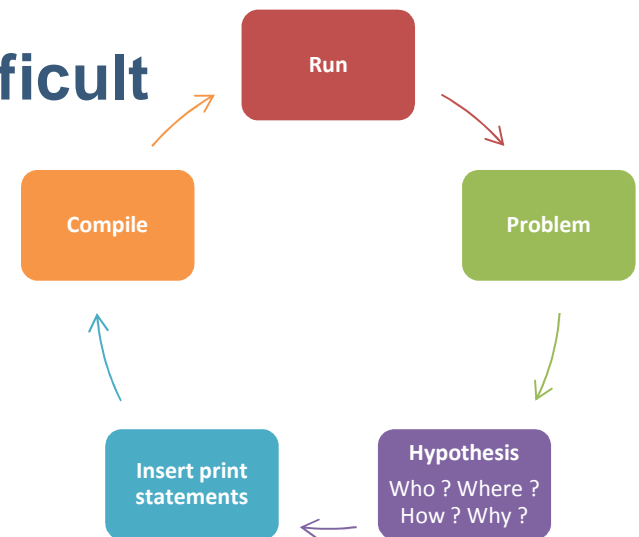 ficult
Run
Problem
Hypothesis
Who ? Where ?
How ? Why ?
Insert print
statements
Compile